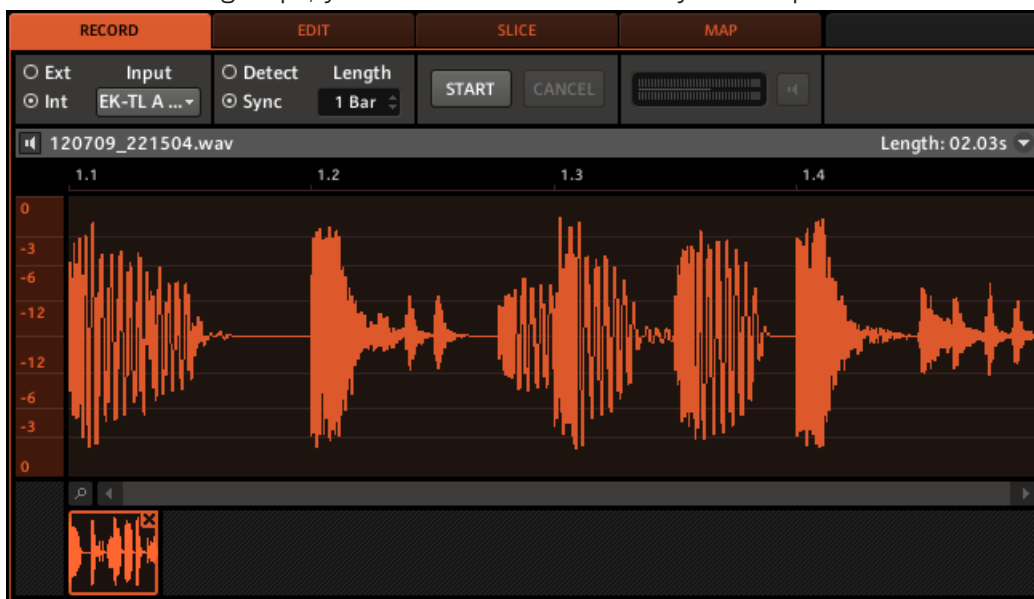 RECORD EDIT SLICE MAP
Ext Input Detect Length
START CANCEL
Int EK-TL A ... Sync 1 Bar
120709_221504.wav Length: 02.03s
1.1 1.2 1.3 1.4
0
-3
-6
-12
-12
-6
-3
0